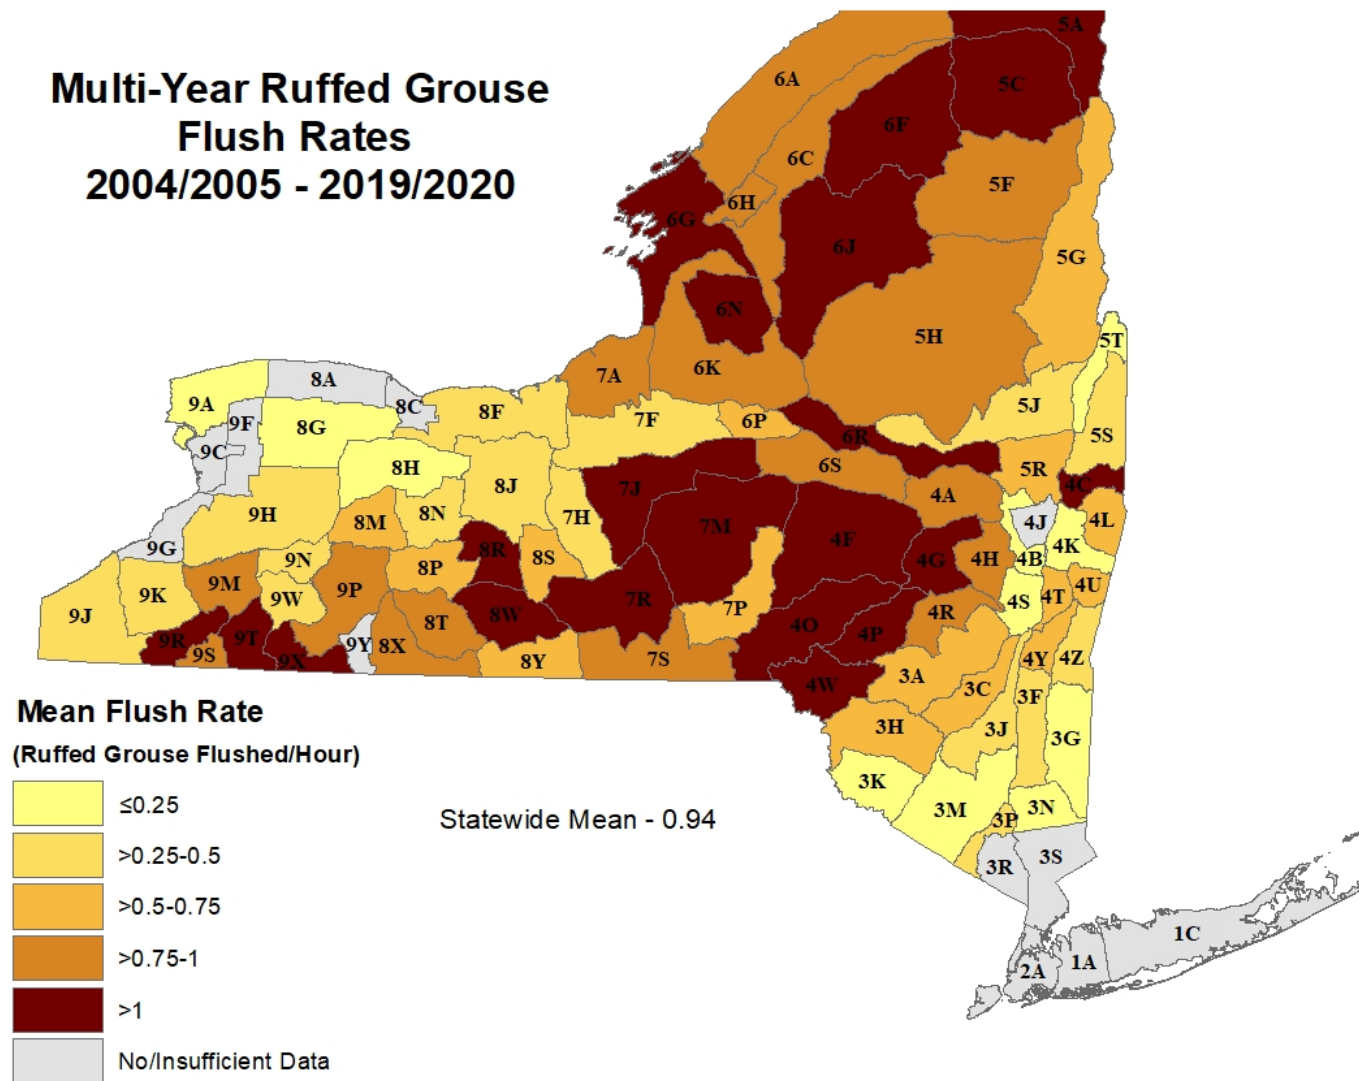 Multi-Year Ruffed Grouse
Flush Rates
2004/2005 - 2019/2020
5A
6A
5C
6F
6C
5F
6H
6G
6J
5G
6N
5H
5T
6K
7A
8A
9A
8C
8F
5J
9F
8G
7F
6P
6R
5S
9C
8H
6S
5R
8J
7J
4C
4A
9H
8M
8N
7H
7M
4J
4L
9G
4F
4K
8R
8S
4G
4H
4B
9N
8P
9M
9P
4U
9K
9W
7R
4S
4T
9J
8W
7P
4R
8T
4O
4P
9R
9T
9Y
8X
9S
9X
8Y
7S
4Y
4Z
3A
4W
3C
3F
3H
3J
3G
Mean Flush Rate
(Ruffed Grouse Flushed/Hour)
≤0.25
>0.25-0.5
>0.5-0.75
>0.75-1
>1
No/Insufficient Data
Statewide Mean - 0.94
3K
3M
3N
3P
3R
3S
1C
1A
2A